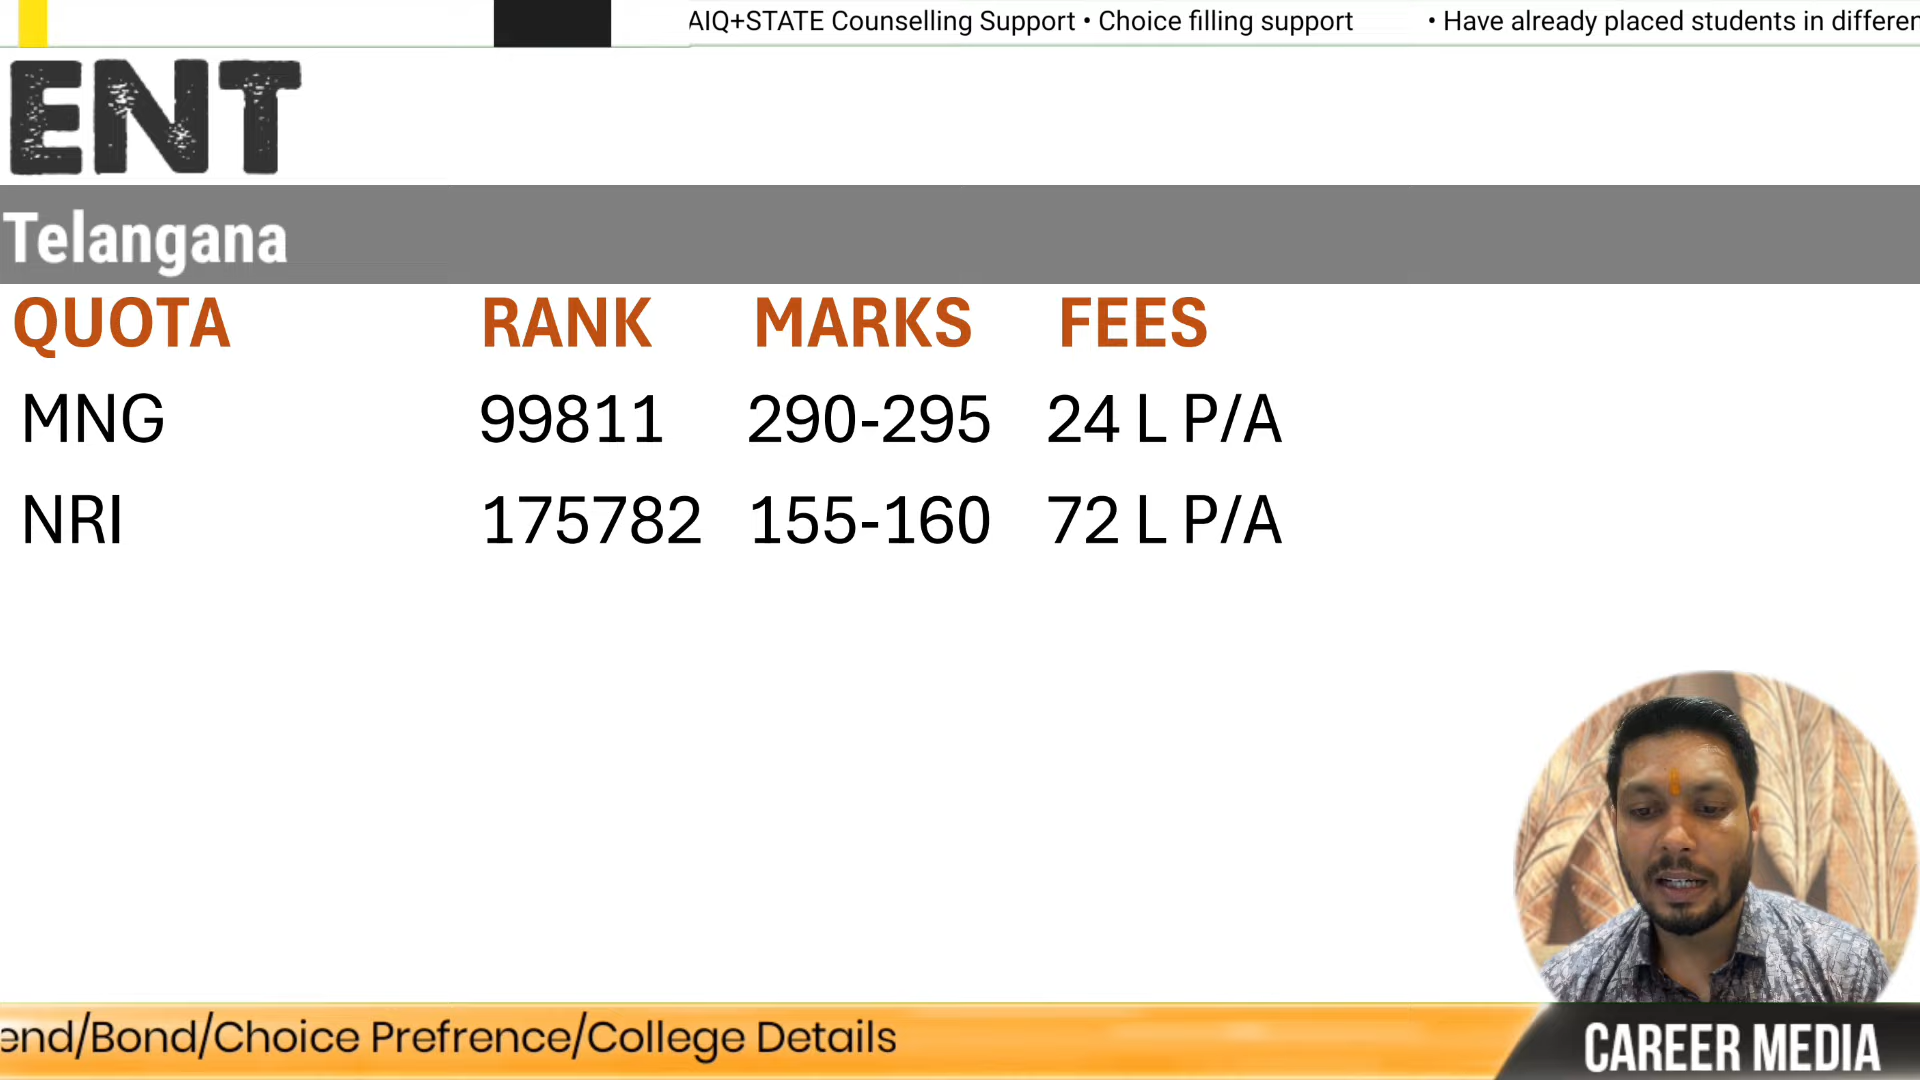 AIQ+STATE Counselling Support • Choice filling support • Have already placed students in differen
ENT
Telangana
QUOTA RANK MARKS FEES
MNG 99811 290-295 24 L P/A
NRI 175782 155-160 72 L P/A
end/Bond/Choice Prefrence/College Details
CAREER MEDIA